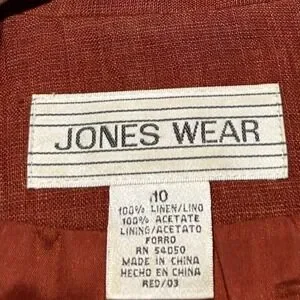 JONES WEAR
10
100% LINEN/LINO
100% ACETATE
LINING/ACETATO
FORRO
RN 54050
MADE IN CHINA
HECHO EN CHINA
RED/03